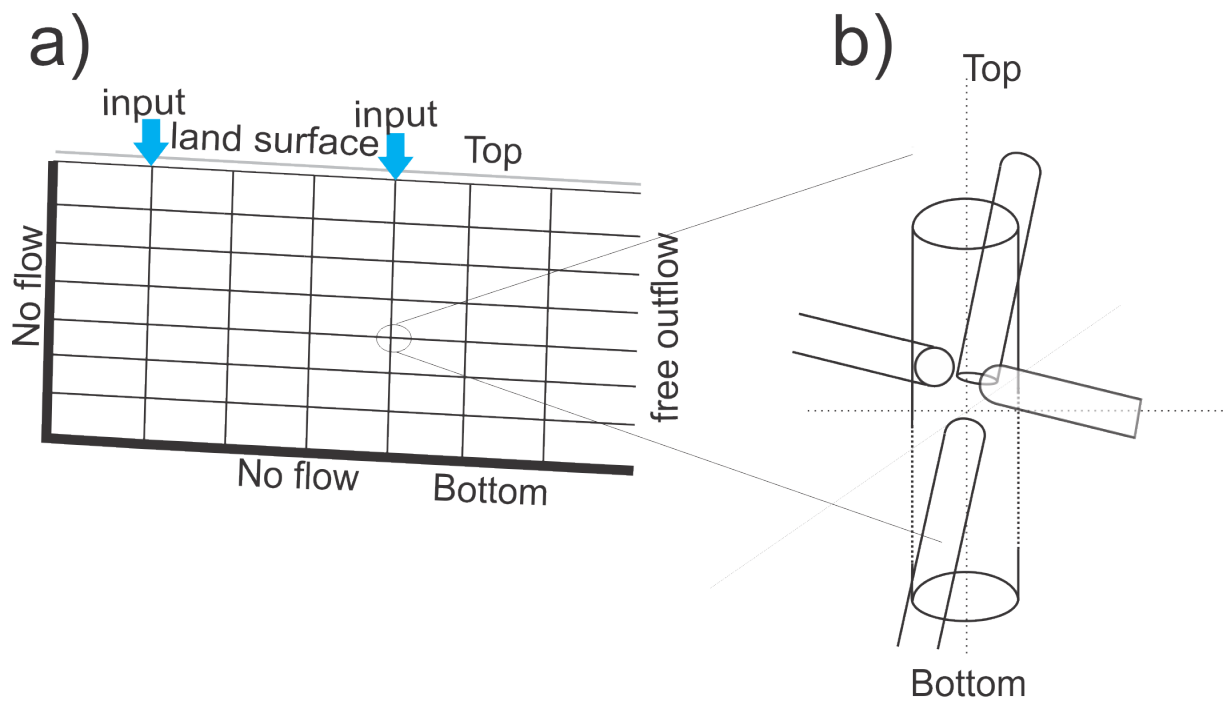 a)
input
input
land surface
Top
No flow
free outflow
No flow
Bottom
b)
Top
Bottom